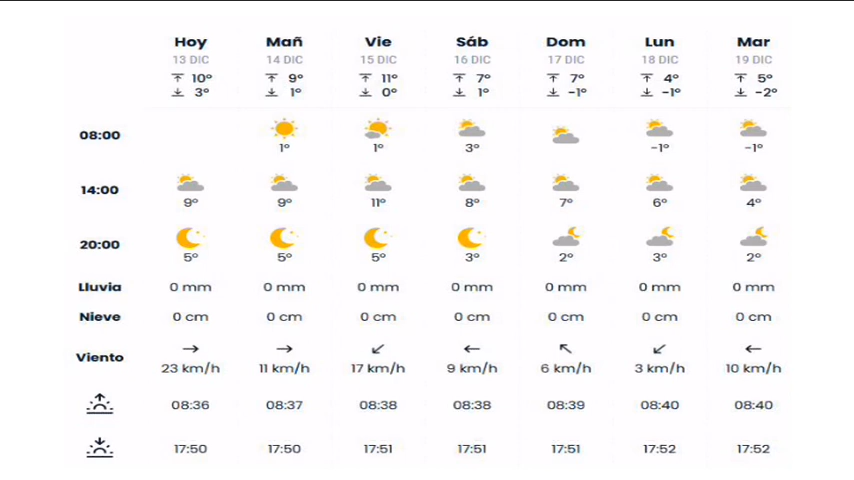 Hoy Mañ Vie Sáb Dom Lun Mar
13 DIC 14 DIC 15 DIC 16 DIC 17 DIC 18 DIC 19 DIC
10° 9° 11° 7° 7° 4° 5°
3° 1° 0° 1° -1° -1° -2°
08:00 1° 1° 3° -1° -1°
14:00 9° 9° 11° 8° 7° 6° 4°
20:00 5° 5° 5° 3° 2° 3° 2°
Lluvia 0 mm 0 mm 0 mm 0 mm 0 mm 0 mm 0 mm
Nieve 0 cm 0 cm 0 cm 0 cm 0 cm 0 cm 0 cm
Viento 23 km/h 11 km/h 17 km/h 9 km/h 6 km/h 3 km/h 10 km/h
08:36 08:37 08:38 08:38 08:39 08:40 08:40
17:50 17:50 17:51 17:51 17:51 17:52 17:52